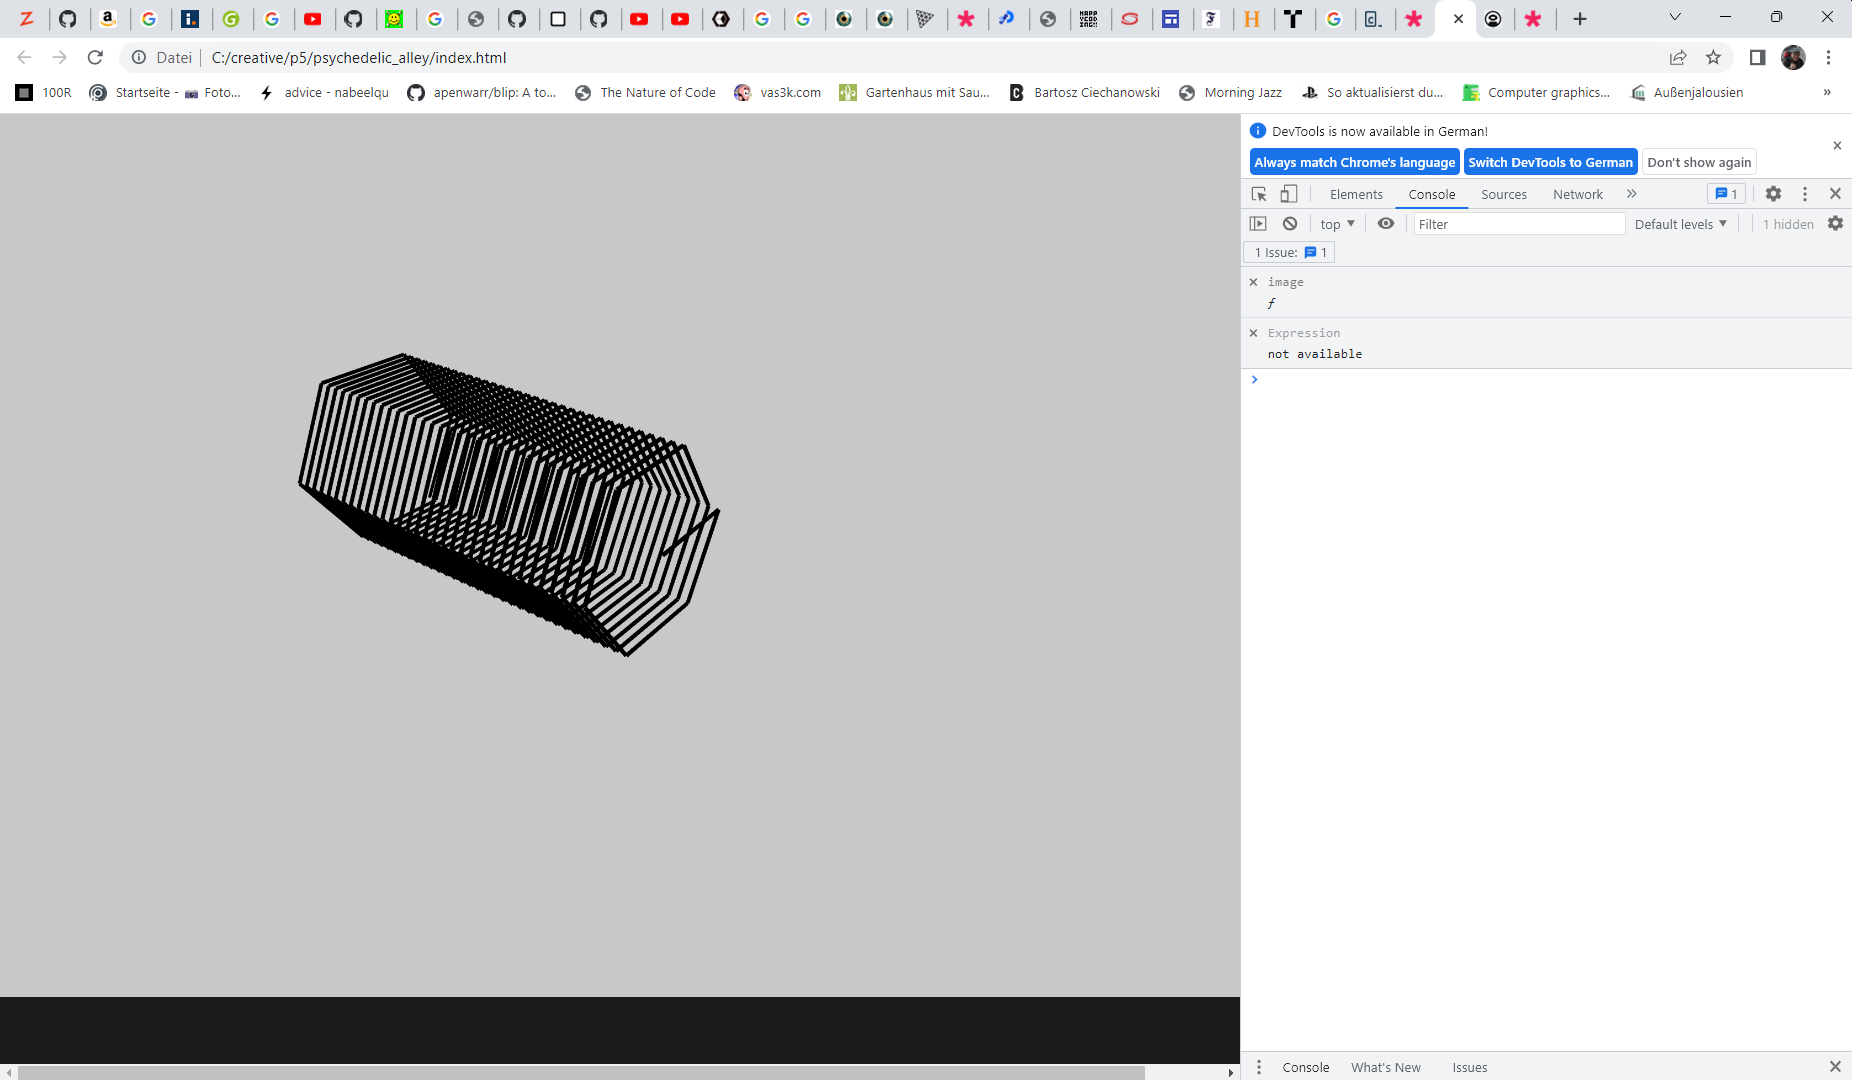 Datei
C:/creative/p5/psychedelic_alley/index.html
100R
Startseite - 📷 Foto...
advice - nabeelqu
apenwarr/blip: A to...
The Nature of Code
vas3k.com
Gartenhaus mit Sau...
Bartosz Ciechanowski
Morning Jazz
So aktualisierst du...
Computer graphics...
Außenjalousien
»
DevTools is now available in German!
Always match Chrome's language
Switch DevTools to German
Don't show again
Elements
Console
Sources
Network
»
1
top
Filter
Default levels
1 hidden
1 Issue:
1
image
ƒ
Expression
not available
Console
What's New
Issues